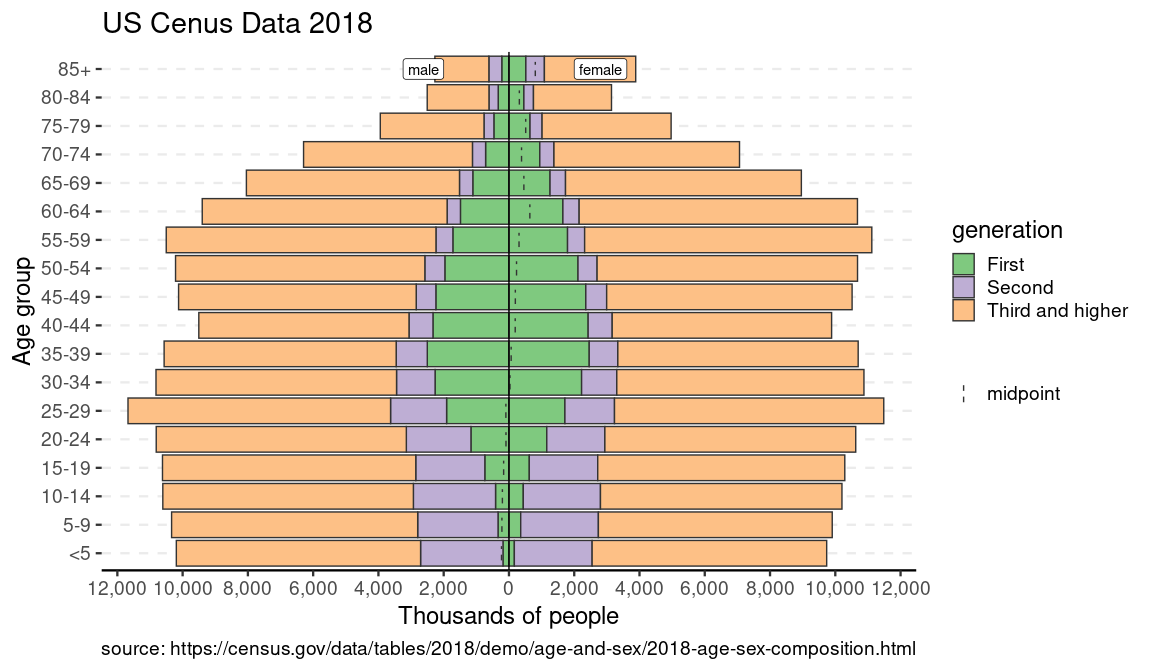 US Cenus Data 2018
male
female
85+
80-84
75-79
70-74
65-69
60-64
55-59
50-54
45-49
40-44
35-39
30-34
25-29
20-24
15-19
10-14
5-9
<5
Age group
12,000 10,000 8,000 6,000 4,000 2,000 0 2,000 4,000 6,000 8,000 10,000 12,000
Thousands of people
generation
First
Second
Third and higher
midpoint
source: https://census.gov/data/tables/2018/demo/age-and-sex/2018-age-sex-composition.html